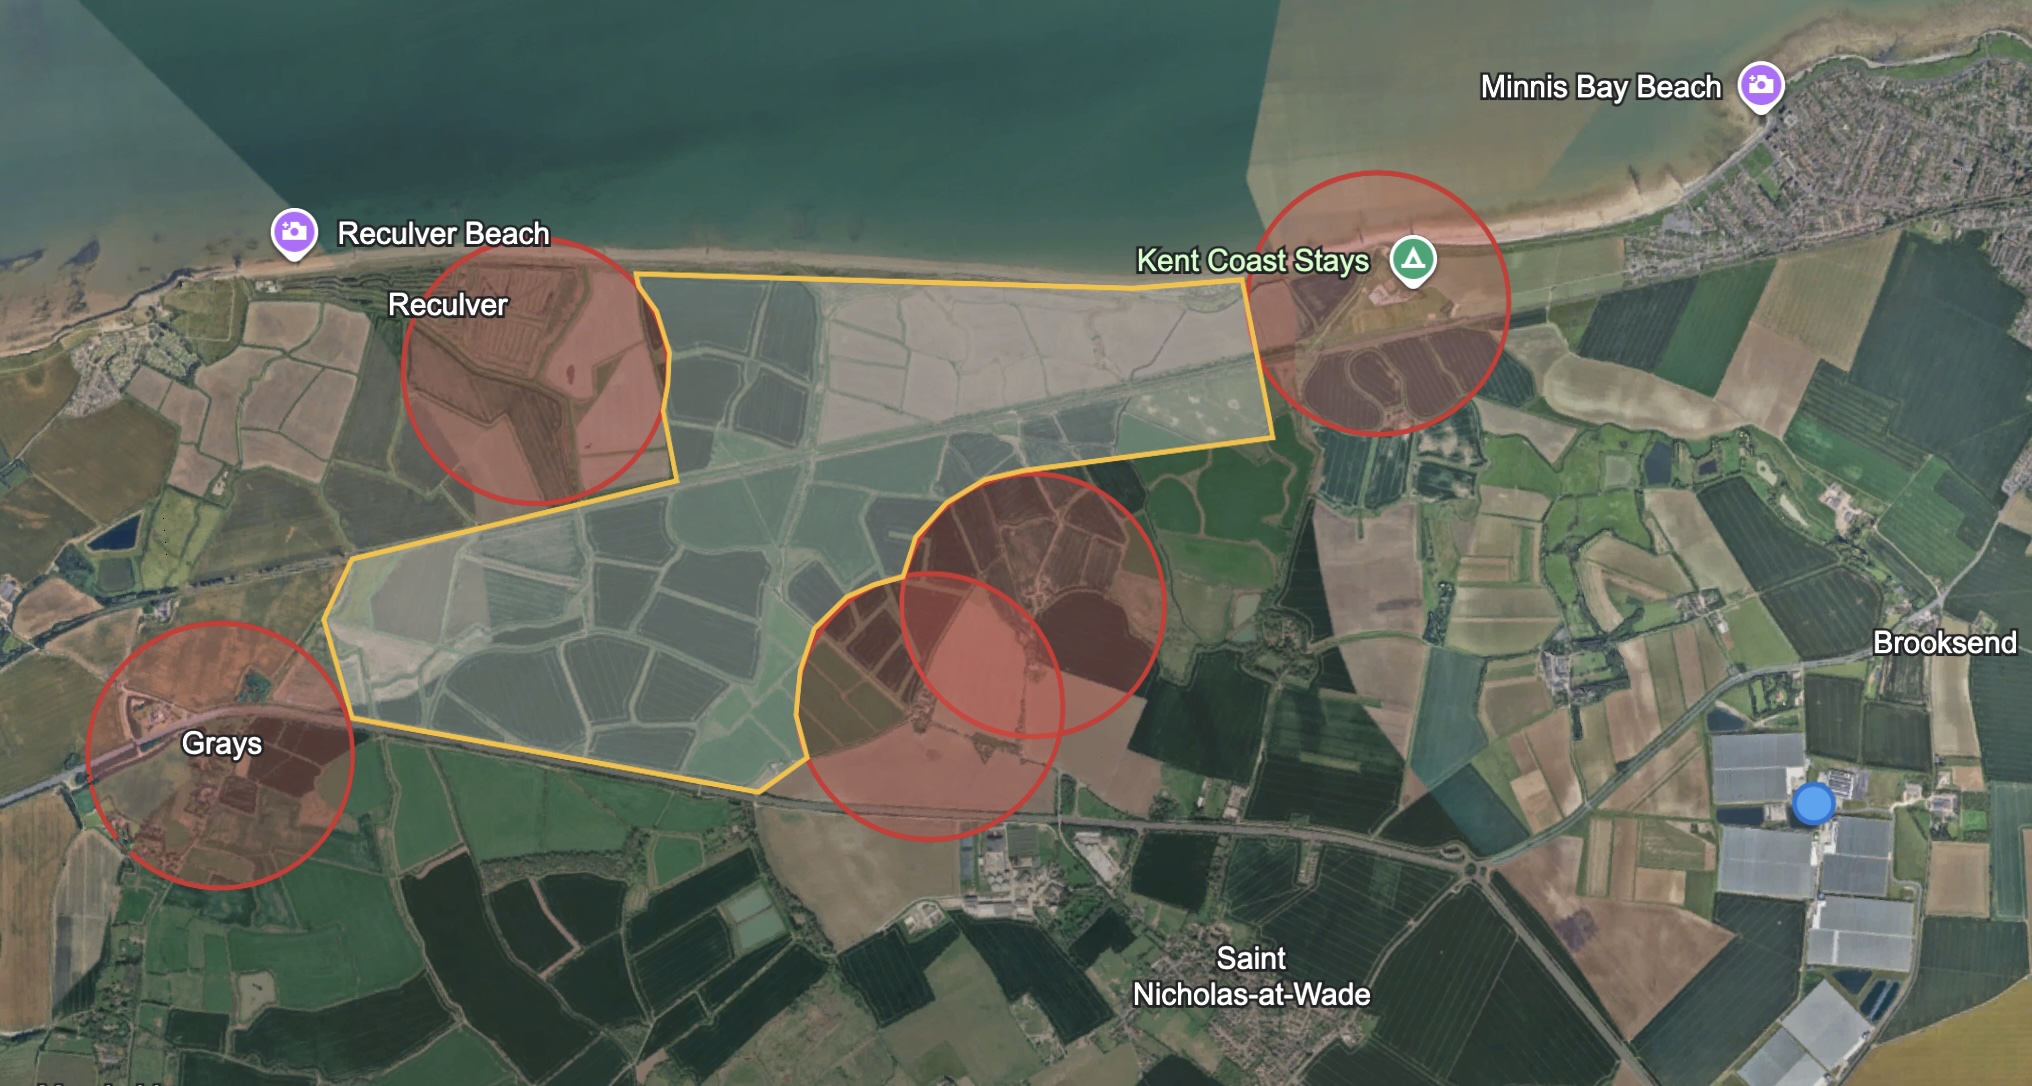 Minnis Bay Beach
Reculver Beach
Kent Coast Stays
Reculver
Brooksend
Grays
Saint
Nicholas-at-Wade